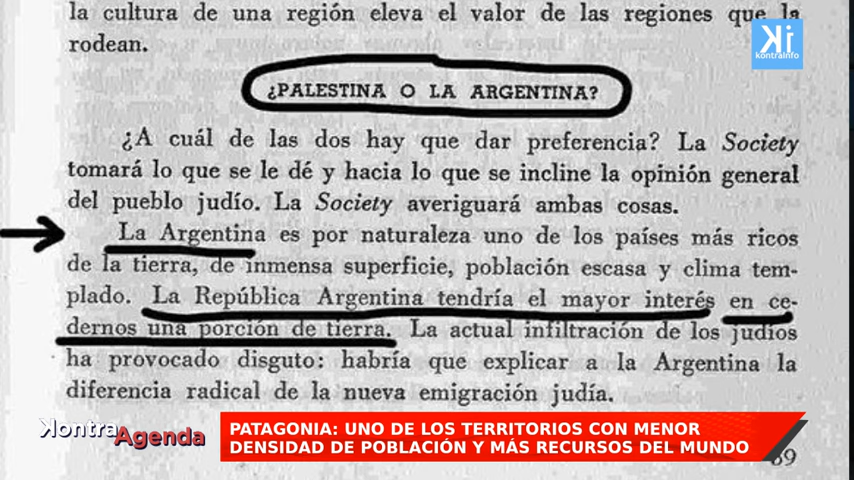 la cultura de una región eleva el valor de las regiones que la
rodean.
Ki
kontrainfo
¿PALESTINA O LA ARGENTINA?
¿A cuál de las dos hay que dar preferencia? La Society
tomará lo que se le dé y hacia lo que se incline la opinión general
del pueblo judío. La Society averiguará ambas cosas.
La Argentina es por naturaleza uno de los países más ricos
de la tierra, de inmensa superficie, población escasa y clima tem-
plado. La República Argentina tendría el mayor interés en ce-
dernos una porción de tierra. La actual infiltración de los judíos
ha provocado disgusto: habría que explicar a la Argentina la
diferencia radical de la nueva emigración judía.
KontraAgenda
PATAGONIA: UNO DE LOS TERRITORIOS CON MENOR
DENSIDAD DE POBLACIÓN Y MÁS RECURSOS DEL MUNDO